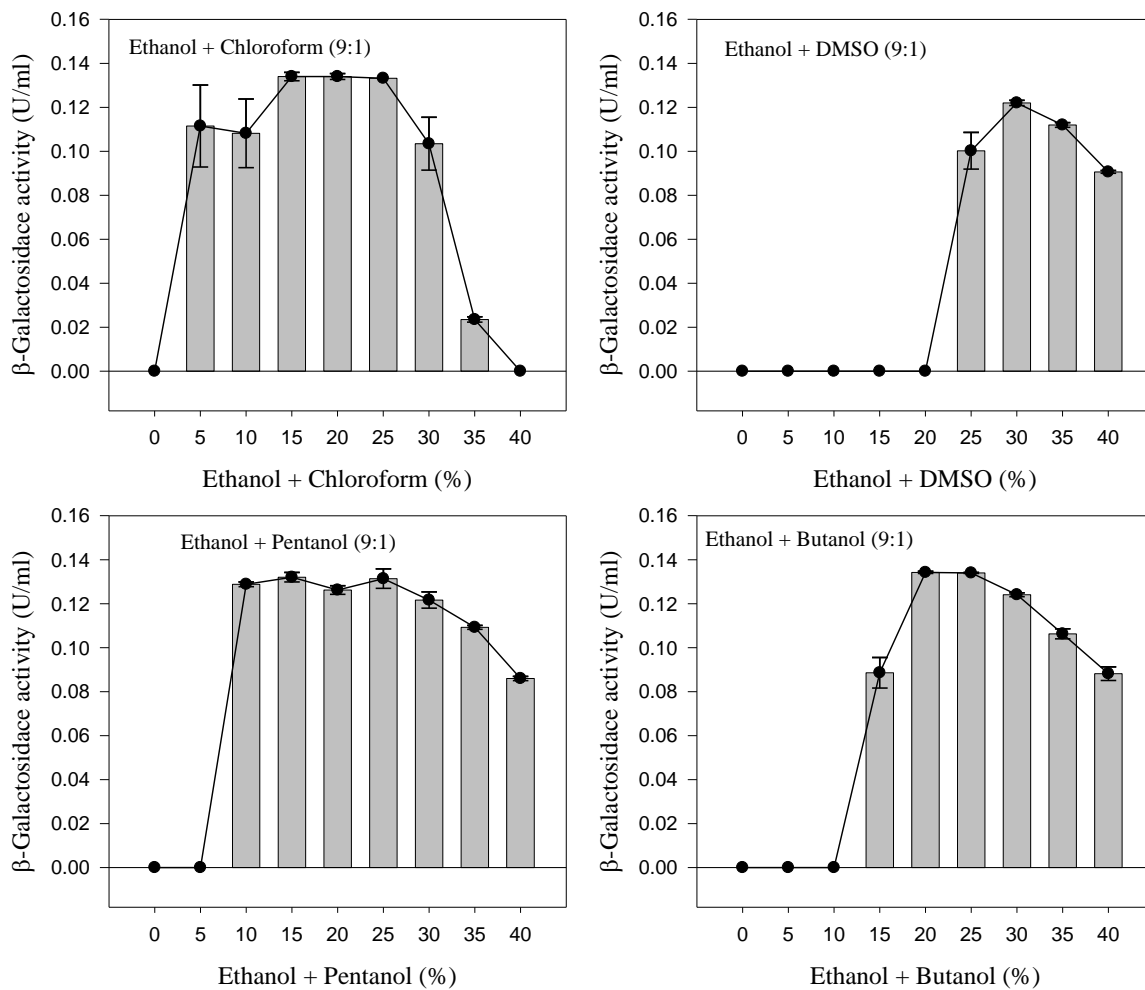 Ethanol + Chloroform (9:1)
β-Galactosidace activity (U/ml)
0.16
0.14
0.12
0.10
0.08
0.06
0.04
0.02
0.00
0 5 10 15 20 25 30 35 40
Ethanol + Chloroform (%)
Ethanol + DMSO (9:1)
β-Galactosidace activity (U/ml)
0.16
0.14
0.12
0.10
0.08
0.06
0.04
0.02
0.00
0 5 10 15 20 25 30 35 40
Ethanol + DMSO (%)
Ethanol + Pentanol (9:1)
β-Galactosidace activity (U/ml)
0.16
0.14
0.12
0.10
0.08
0.06
0.04
0.02
0.00
0 5 10 15 20 25 30 35 40
Ethanol + Pentanol (%)
Ethanol + Butanol (9:1)
β-Galactosidace activity (U/ml)
0.16
0.14
0.12
0.10
0.08
0.06
0.04
0.02
0.00
0 5 10 15 20 25 30 35 40
Ethanol + Butanol (%)